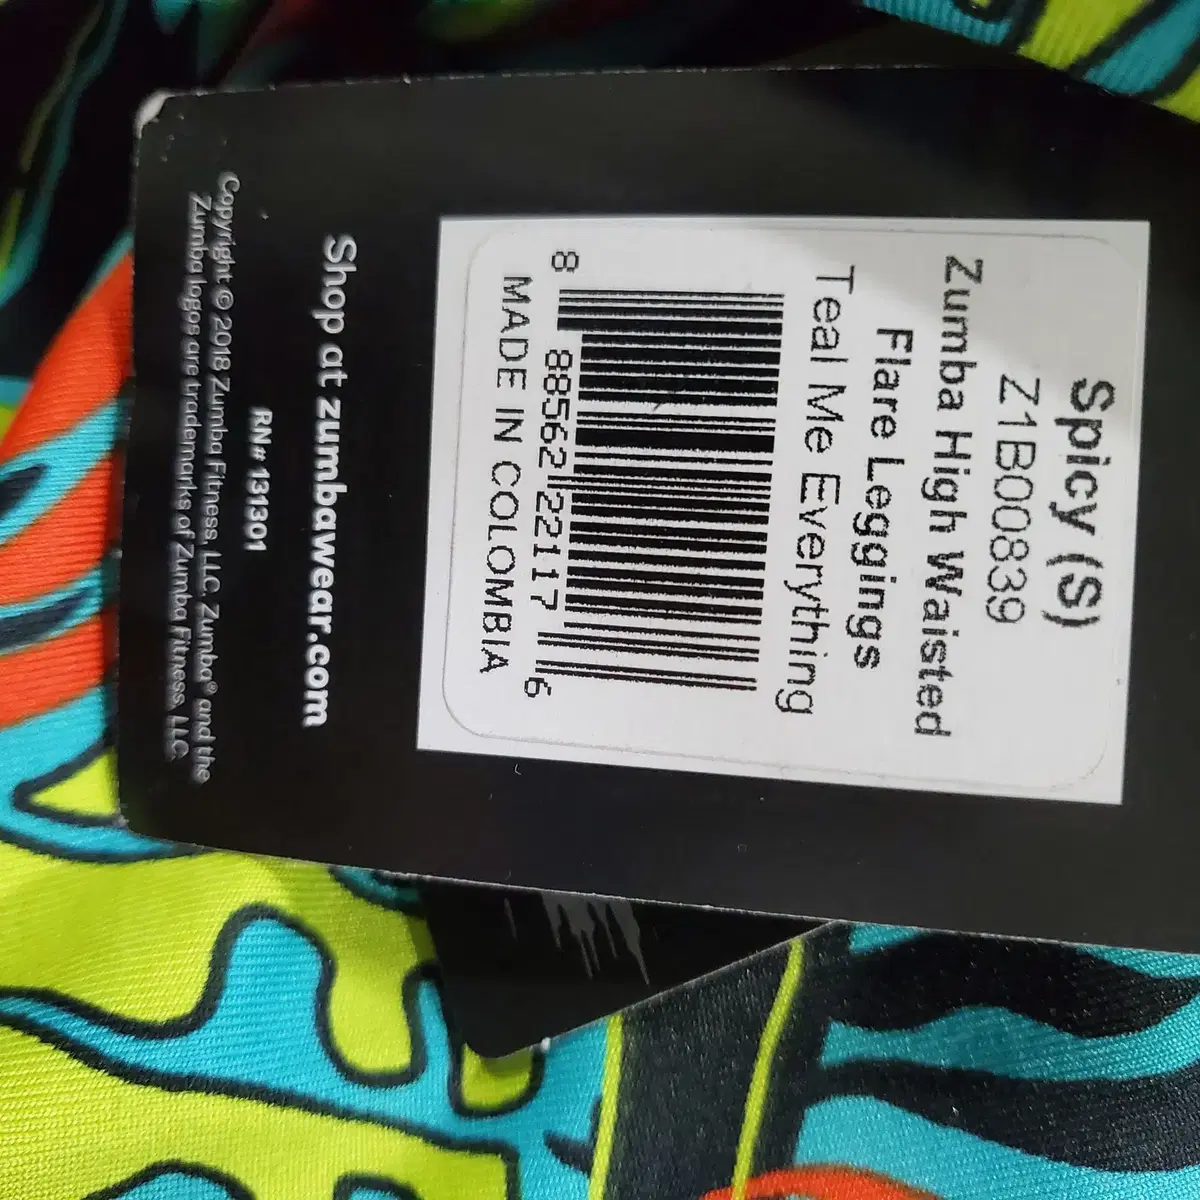 Spicy (S)
Z1B00839
Zumba High Waisted
Flare Leggings
Teal Me Everything
8 88562 22117 6
MADE IN COLOMBIA
Shop at zumbawear.com
RN# 131301
Copyright © 2018 Zumba Fitness, LLC, Zumba® and the
Zumba logos are trademarks of Zumba Fitness, LLC